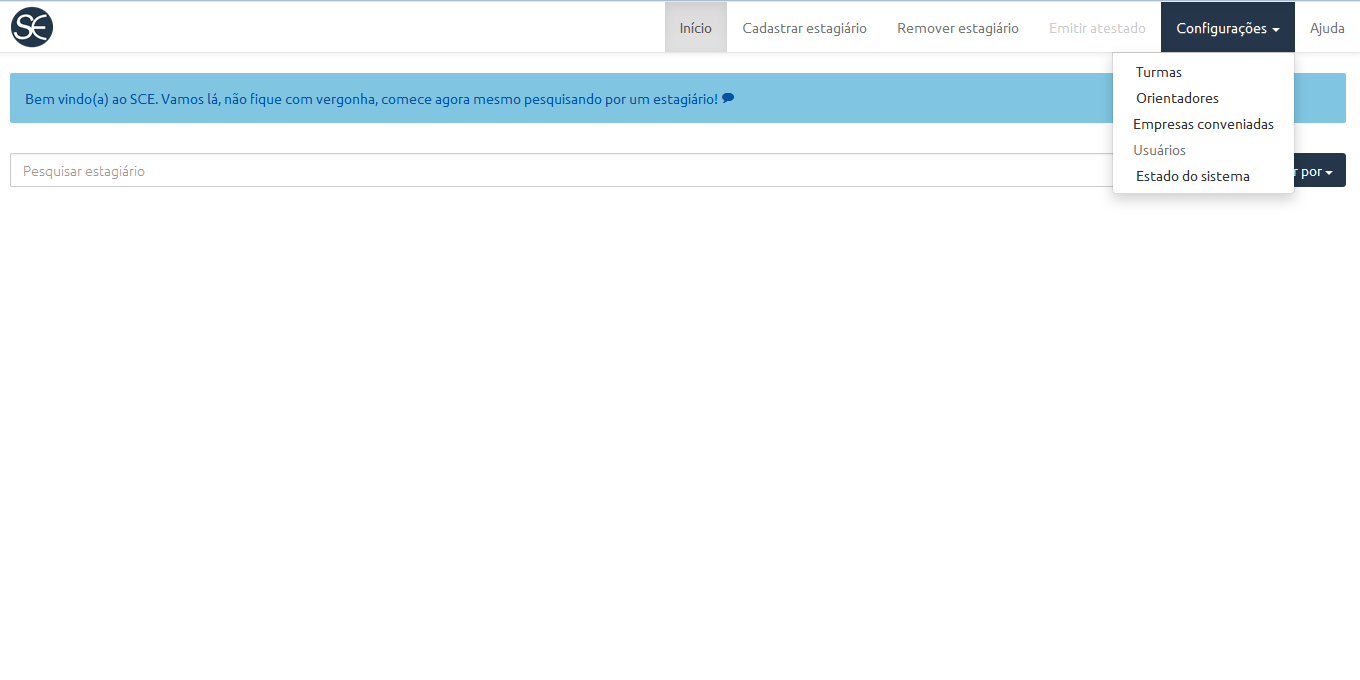 SE
Início Cadastrar estagiário Remover estagiário Emitir atestado Configurações Ajuda
Turmas
Bem vindo(a) ao SCE. Vamos lá, não fique com vergonha, comece agora mesmo pesquisando por um estagiário!
Orientadores
Empresas conveniadas
Usuários
Pesquisar estagiário r por
Estado do sistema